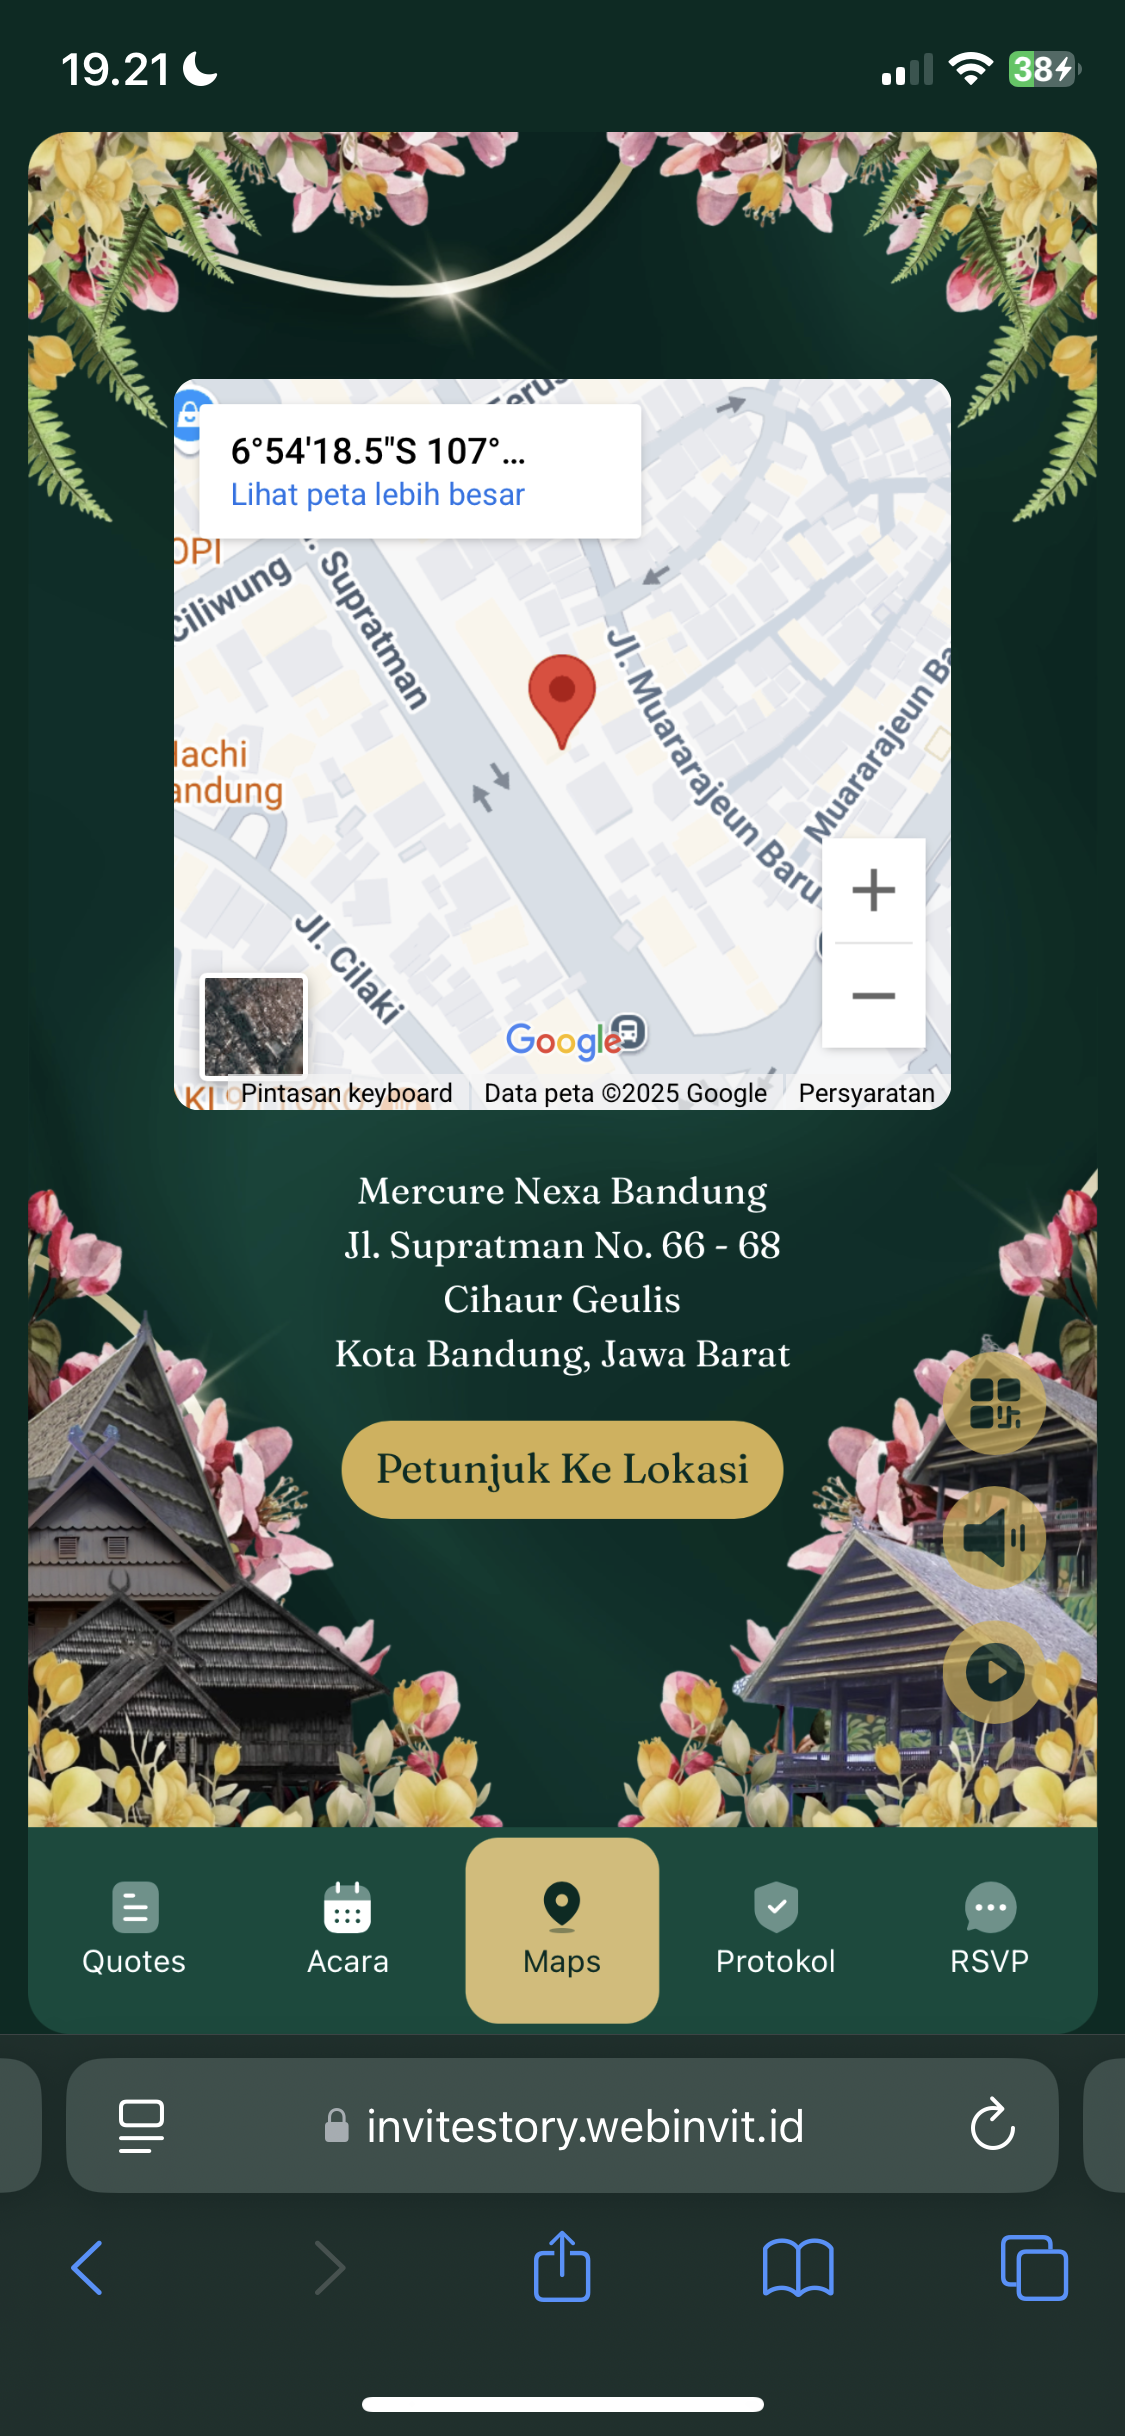 19.21
38
Terus
6°54'18.5"S 107°...
Lihat peta lebih besar
OPI
Ciliwung
. Supratman
Jl. Muararajeun Baru
Muararajeun Ba
lachi
andung
Jl. Cilaki
Google
Pintasan keyboard
Data peta ©2025 Google
Persyaratan
Mercure Nexa Bandung
Jl. Supratman No. 66 - 68
Cihaur Geulis
Kota Bandung, Jawa Barat
Petunjuk Ke Lokasi
Quotes
Acara
Maps
Protokol
RSVP
invitestory.webinvit.id